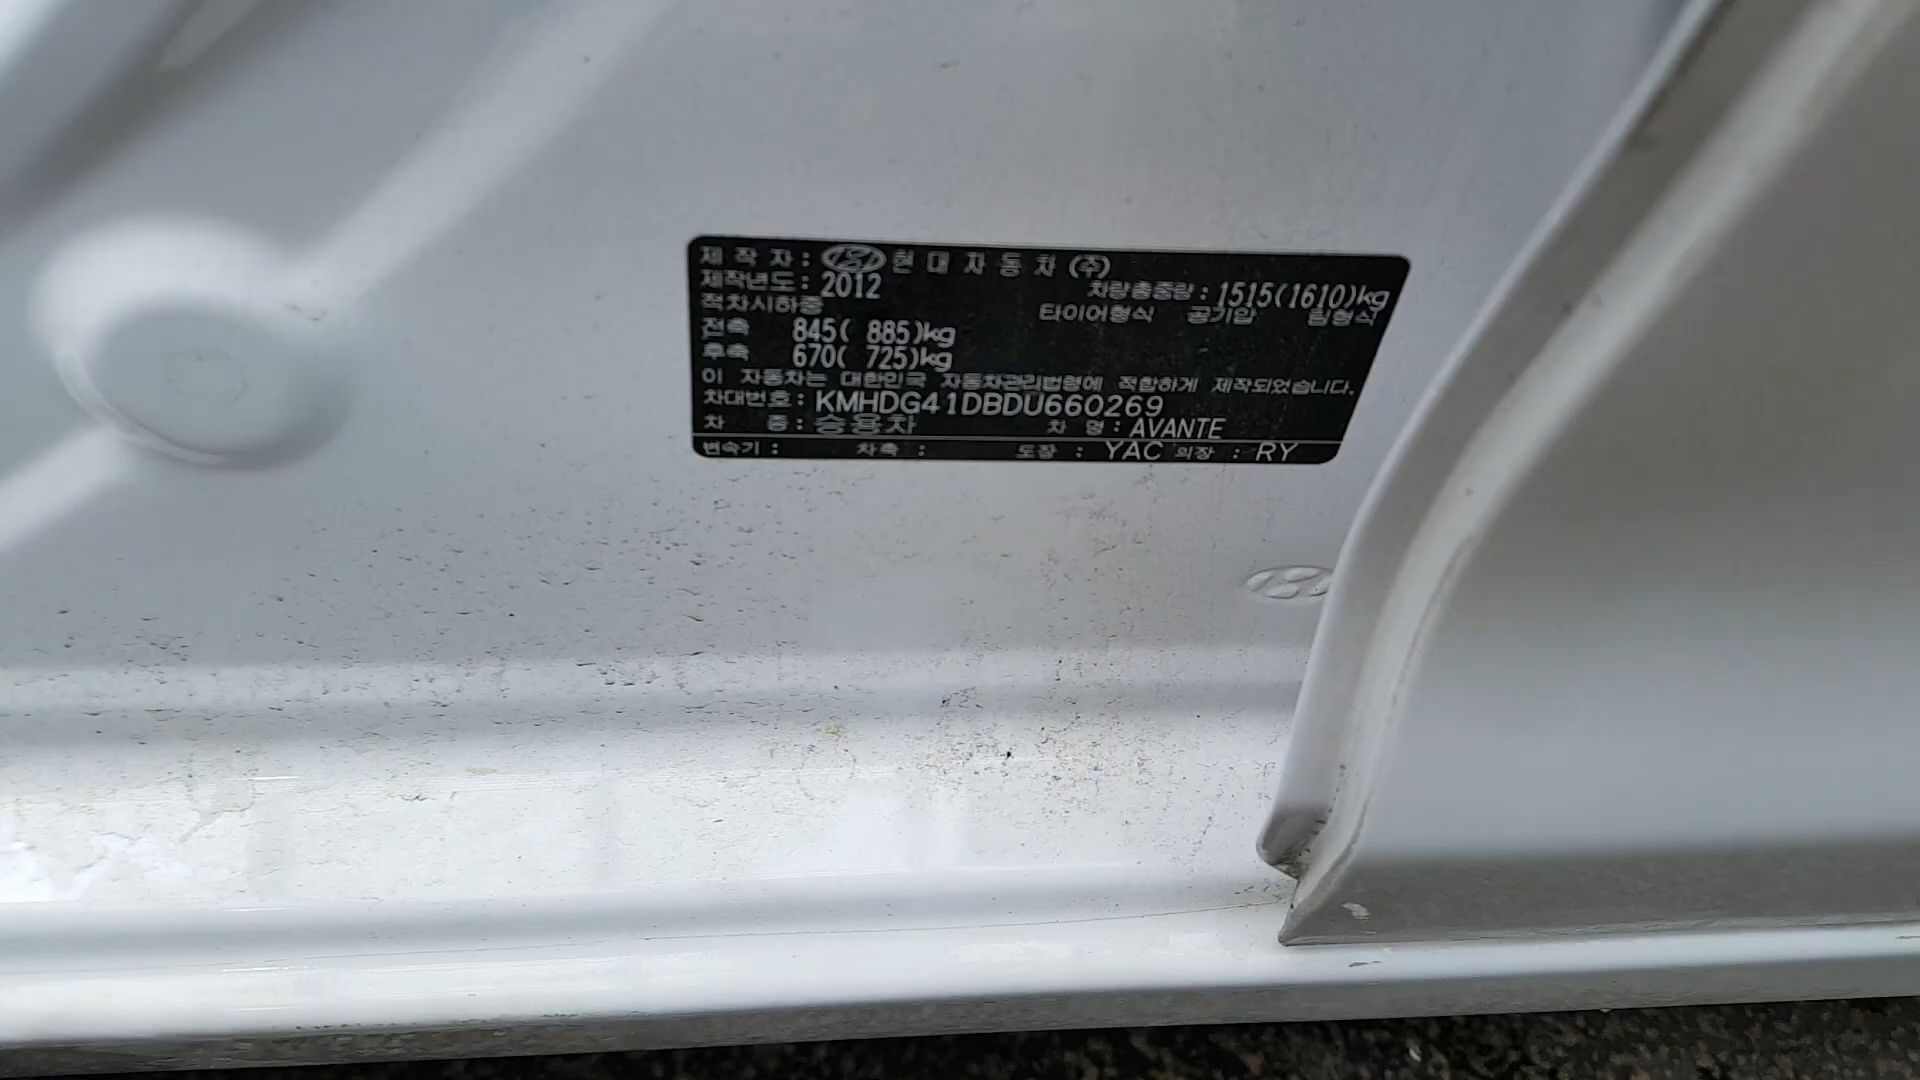 제 작 자 : 현 대 자 동 차 (주)
제작년도 : 2012 차량총중량 : 1515(1610)kg
적차시하중 타이어형식 공기압 림형식
전축 845( 885)kg
후축 670( 725)kg
이 자동차는 대한민국 자동차관리법령에 적합하게 제작되었습니다.
차대번호 : KMHDG41DBDU660269
차 종 : 승용차 차 명 : AVANTE
변속기 : 차축 : 도장 : YAC 의장 : RY